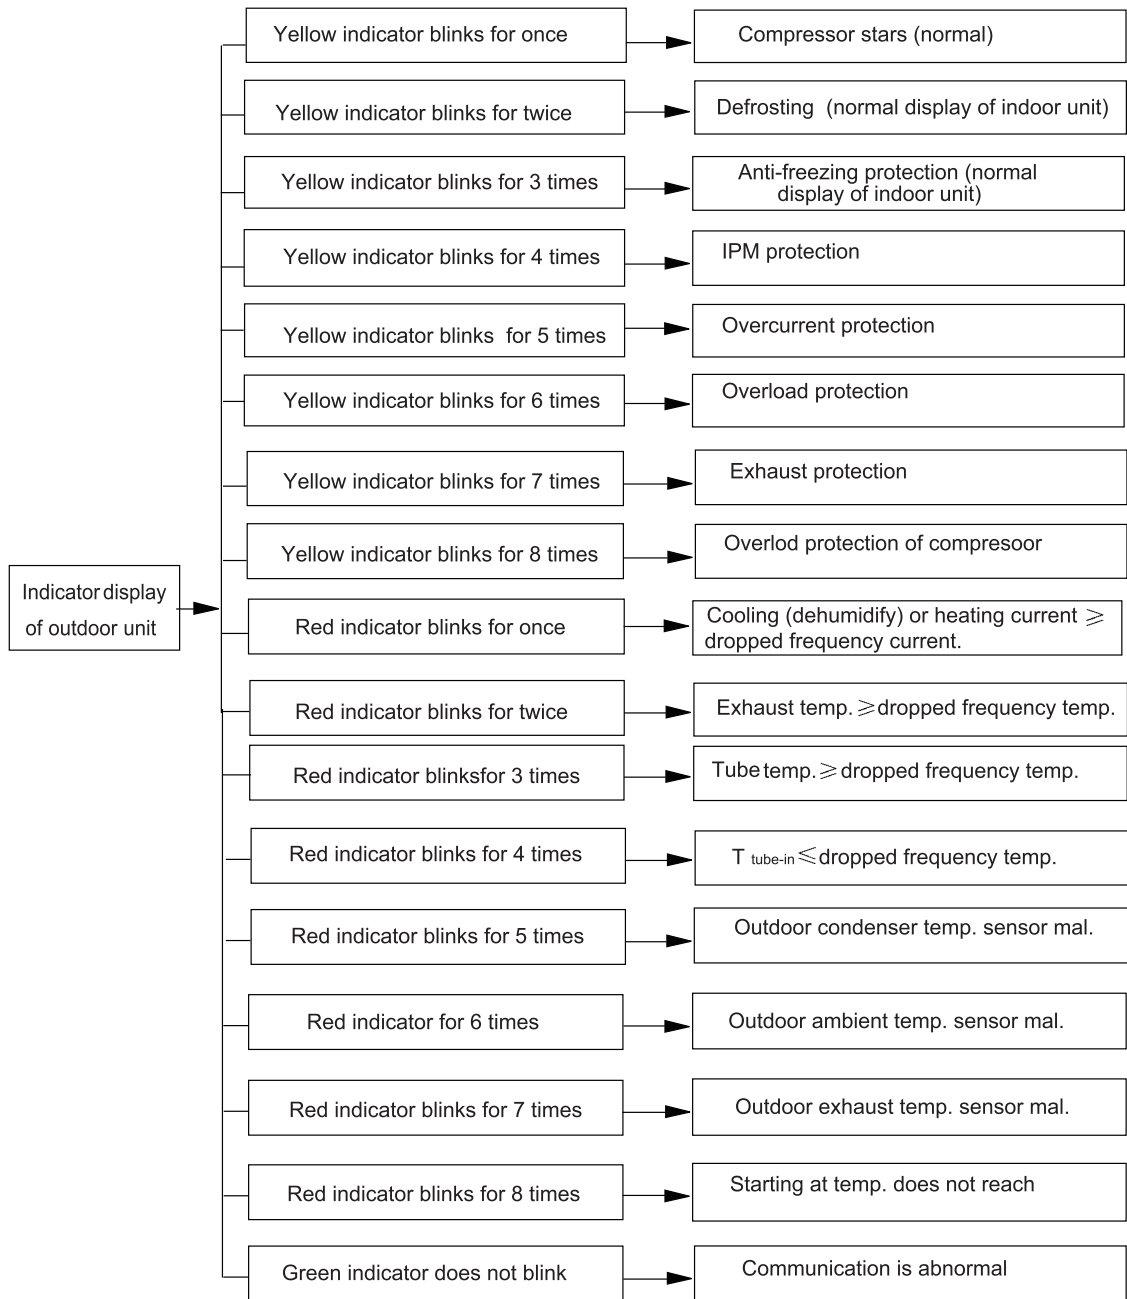 Yellow indicator blinks for once
Compressor stars (normal)
Yellow indicator blinks for twice
Defrosting (normal display of indoor unit)
Yellow indicator blinks for 3 times
Anti-freezing protection (normal
display of indoor unit)
Yellow indicator blinks for 4 times
IPM protection
Yellow indicator blinks for 5 times
Overcurrent protection
Yellow indicator blinks for 6 times
Overload protection
Yellow indicator blinks for 7 times
Exhaust protection
Yellow indicator blinks for 8 times
Overlod protection of compresoor
Indicator display
of outdoor unit
Red indicator blinks for once
Cooling (dehumidify) or heating current ≥
dropped frequency current.
Red indicator blinks for twice
Exhaust temp. ≥dropped frequency temp.
Red indicator blinksfor 3 times
Tube temp. ≥ dropped frequency temp.
Red indicator blinks for 4 times
T tube-in ≤dropped frequency temp.
Red indicator blinks for 5 times
Outdoor condenser temp. sensor mal.
Red indicator for 6 times
Outdoor ambient temp. sensor mal.
Red indicator blinks for 7 times
Outdoor exhaust temp. sensor mal.
Red indicator blinks for 8 times
Starting at temp. does not reach
Green indicator does not blink
Communication is abnormal